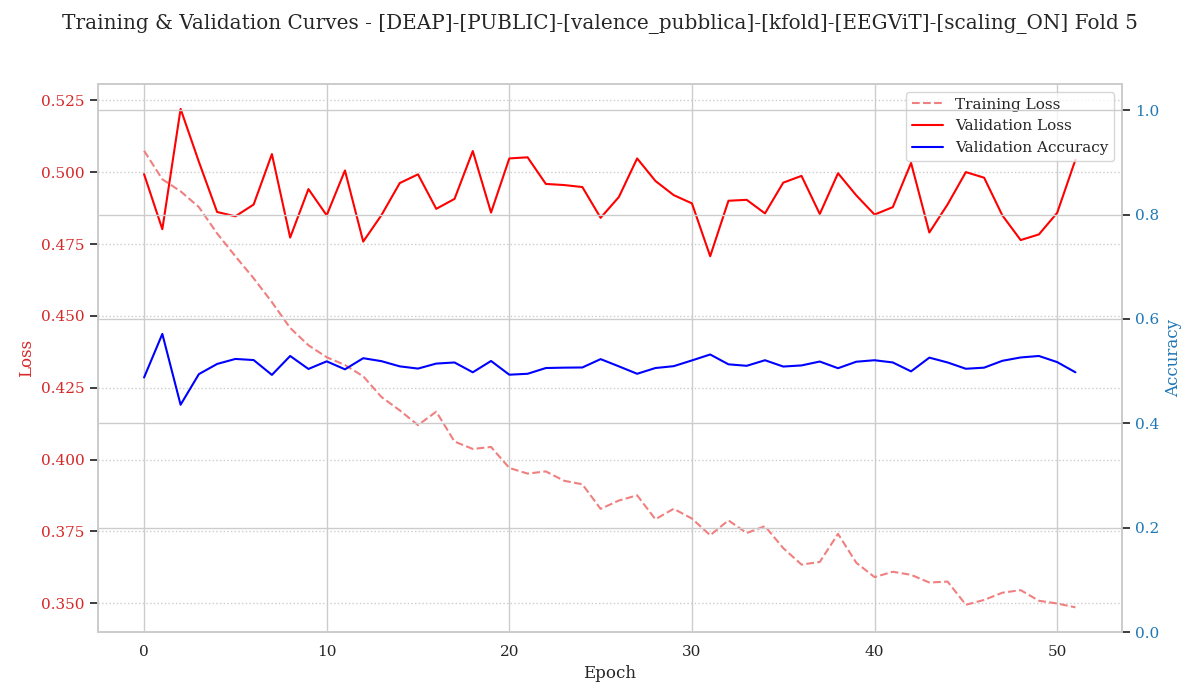 Training & Validation Curves - [DEAP]-[PUBLIC]-[valence_pubblica]-[kfold]-[EEGViT]-[scaling_ON] Fold 5
Training Loss
Validation Loss
Validation Accuracy
Loss
0.525
0.500
0.475
0.450
0.425
0.400
0.375
0.350
1.0
0.8
0.6
0.4
0.2
0.0
Accuracy
0
10
20
30
40
50
Epoch